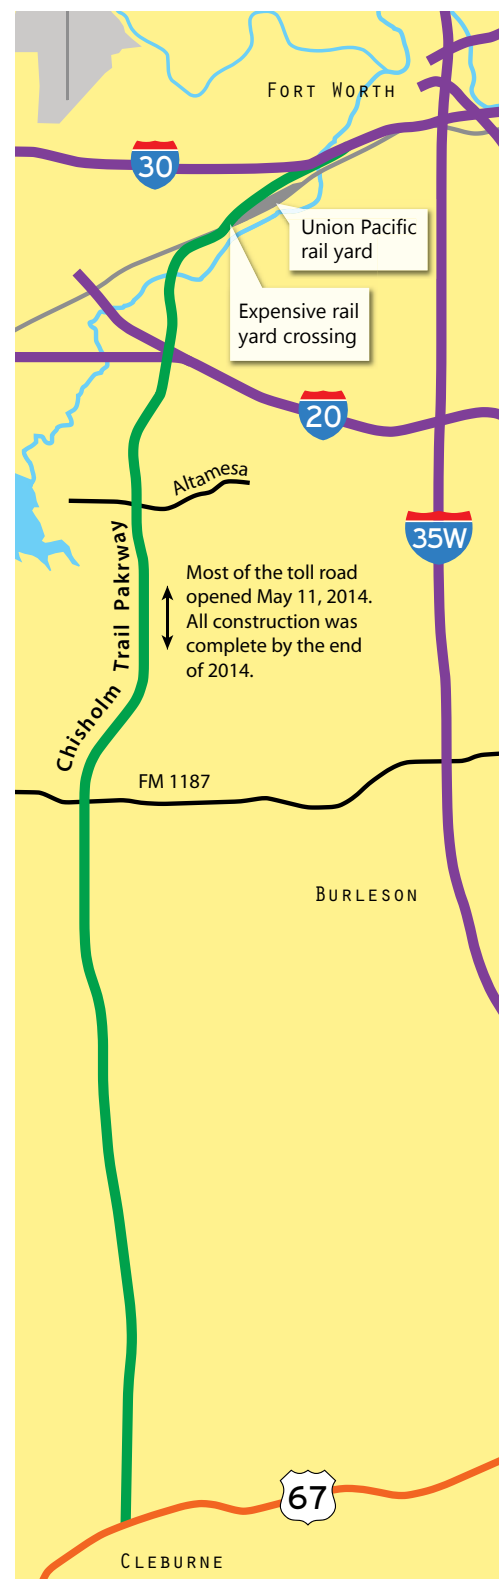 FORT WORTH
30
Union Pacific
rail yard
Expensive rail
yard crossing
20
Altamesa
35W
Chisholm Trail Pakrway
Most of the toll road
opened May 11, 2014.
All construction was
complete by the end
of 2014.
FM 1187
BURLESON
67
CLEBURNE